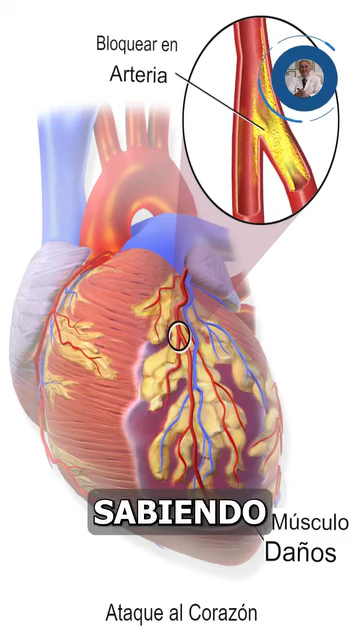 Bloquear en
Arteria
SABIENDO
Músculo
Daños
Ataque al Corazón